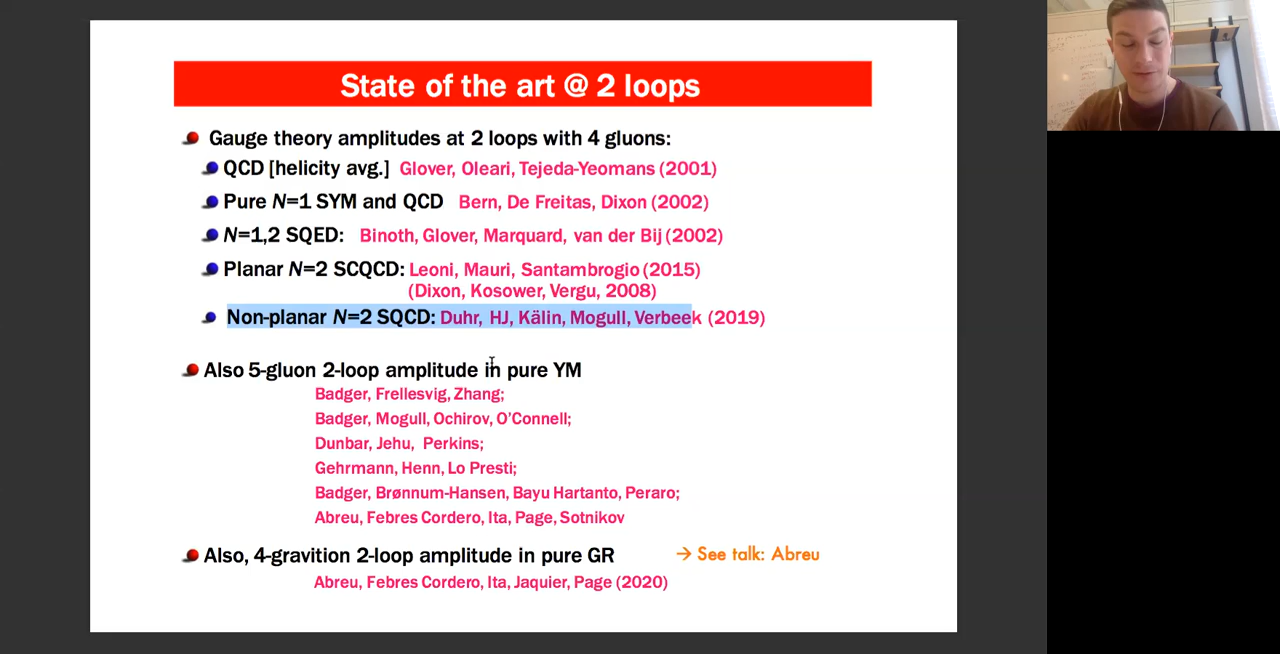 State of the art @ 2 loops
Gauge theory amplitudes at 2 loops with 4 gluons:
QCD [helicity avg.] Glover, Oleari, Tejeda-Yeomans (2001)
Pure N=1 SYM and QCD Bern, De Freitas, Dixon (2002)
N=1,2 SQED: Binoth, Glover, Marquard, van der Bij (2002)
Planar N=2 SCQCD: Leoni, Mauri, Santambrogio (2015)
(Dixon, Kosower, Vergu, 2008)
Non-planar N=2 SQCD: Duhr, HJ, Kälin, Mogull, Verbeek (2019)
Also 5-gluon 2-loop amplitude in pure YM
Badger, Frellesvig, Zhang;
Badger, Mogull, Ochirov, O'Connell;
Dunbar, Jehu, Perkins;
Gehrmann, Henn, Lo Presti;
Badger, Brønnum-Hansen, Bayu Hartanto, Peraro;
Abreu, Febres Cordero, Ita, Page, Sotnikov
Also, 4-gravition 2-loop amplitude in pure GR → See talk: Abreu
Abreu, Febres Cordero, Ita, Jaquier, Page (2020)